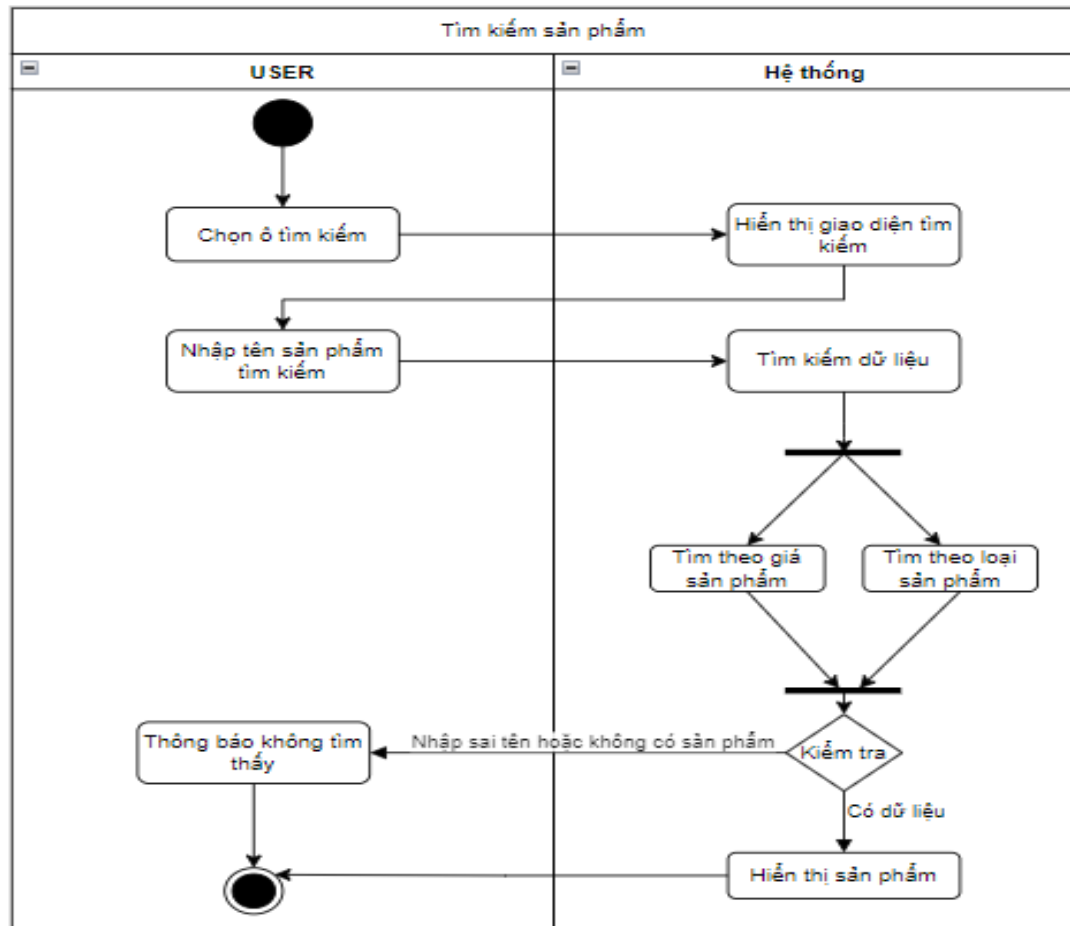 Tìm kiếm sản phẩm
USER
Hệ thống
Chọn ô tìm kiếm
Hiển thị giao diện tìm
kiếm
Nhập tên sản phẩm
tìm kiếm
Tìm kiếm dữ liệu
Tìm theo giá
sản phẩm
Tìm theo loại
sản phẩm
Thông báo không tìm
thấy
Nhập sai tên hoặc không có sản phẩm
Kiểm tra
Có dữ liệu
Hiển thị sản phẩm